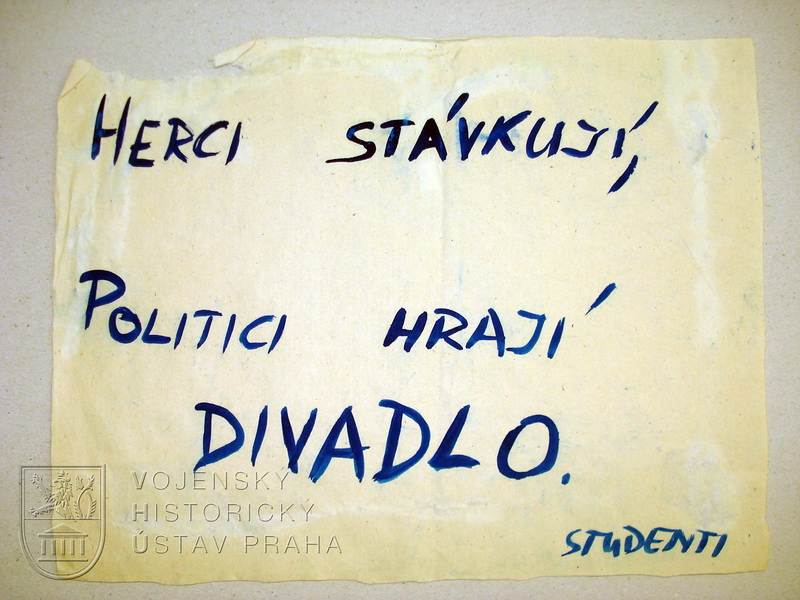 HERCI STÁVKUJÍ,
POLITICI HRAJÍ
DIVADLO.
STUDENTI
VOJENSKÝ
HISTORICKÝ
ÚSTAV PRAHA